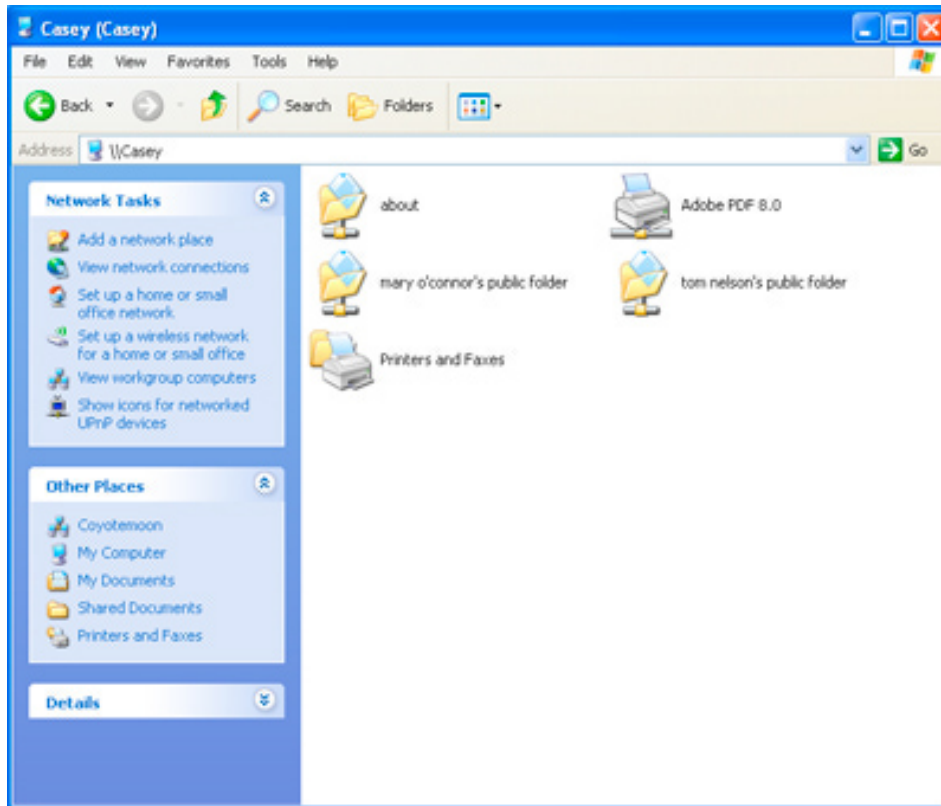 Casey (Casey)
File Edit View Favorites Tools Help
Back Search Folders
Address \\Casey Go
Network Tasks
Add a network place
View network connections
Set up a home or small
office network
Set up a wireless network
for a home or small office
View workgroup computers
Show icons for networked
UPnP devices
Other Places
Coyotemoon
My Computer
My Documents
Shared Documents
Printers and Faxes
Details
about
Adobe PDF 8.0
mary o'connor's public folder
tom nelson's public folder
Printers and Faxes